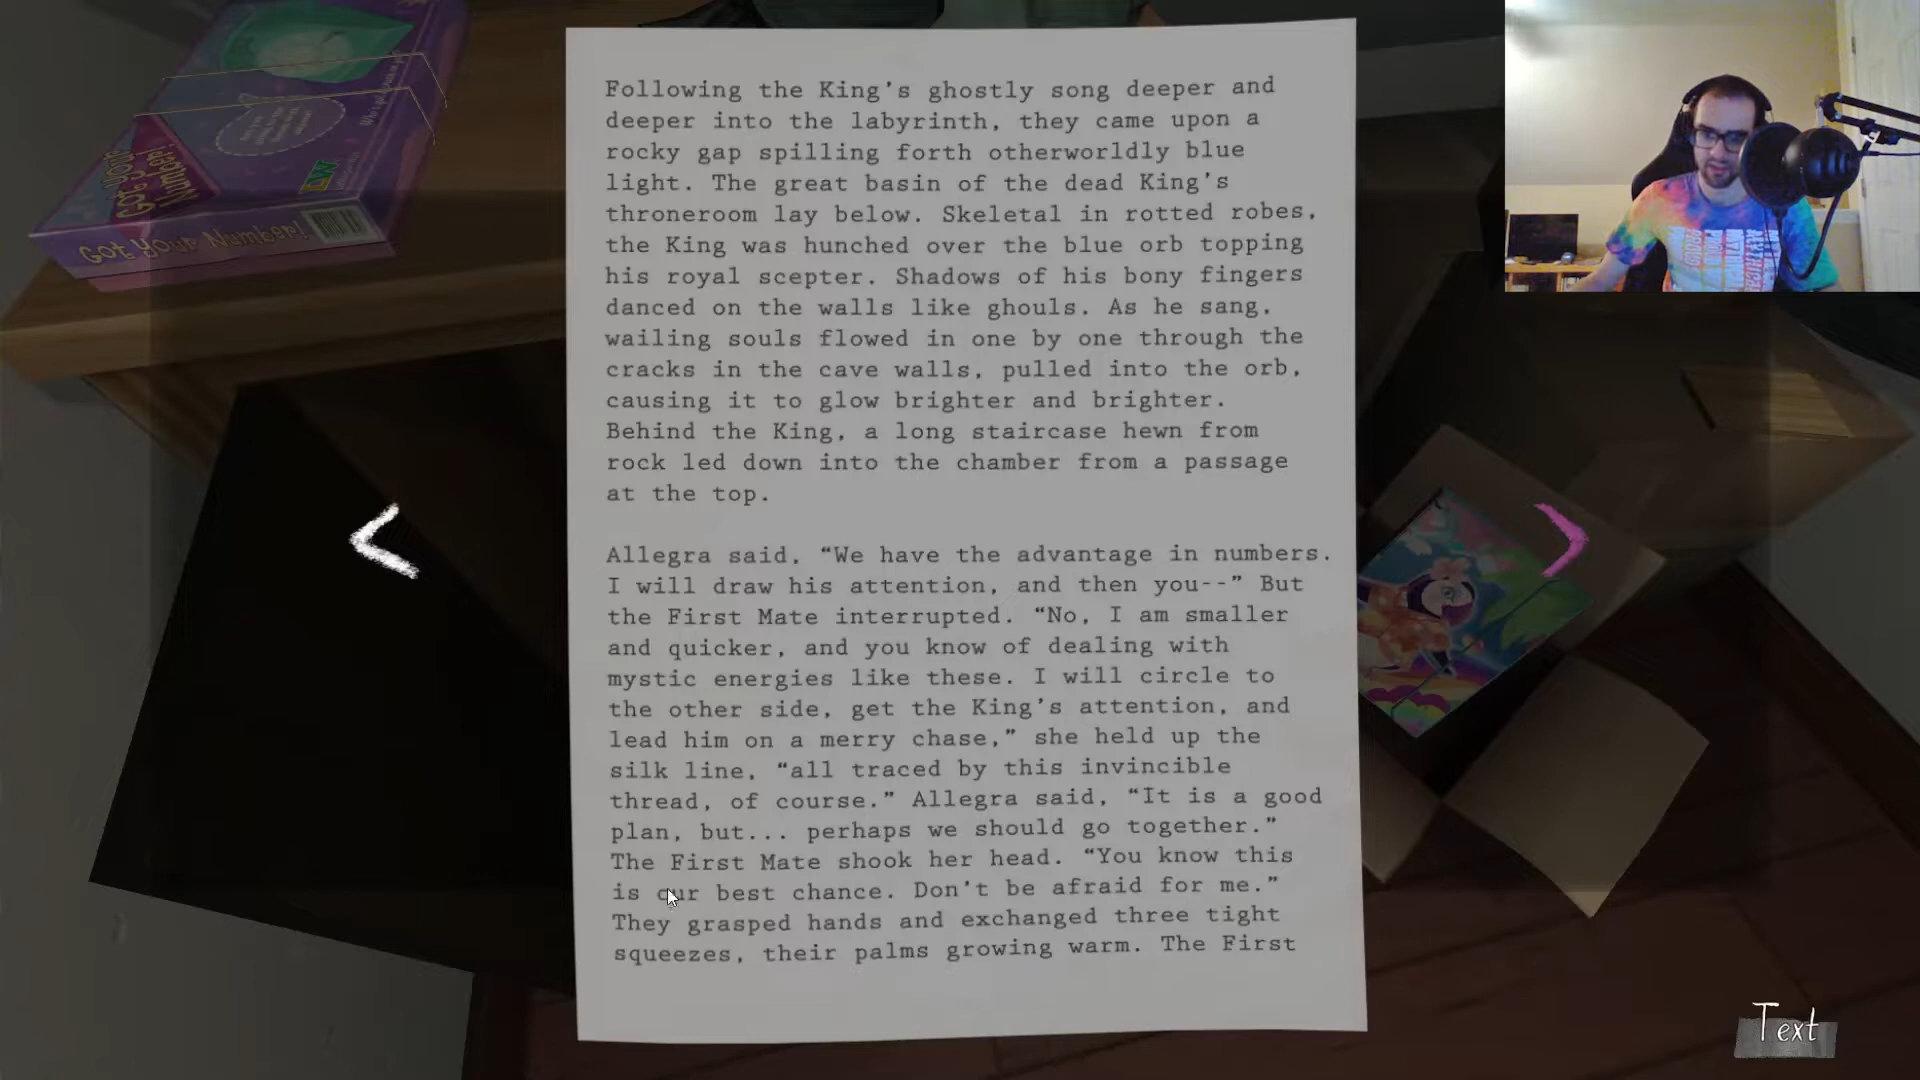 Got Your Number!
Got Your
Number!
Following the King's ghostly song deeper and
deeper into the labyrinth, they came upon a
rocky gap spilling forth otherworldly blue
light. The great basin of the dead King's
throneroom lay below. Skeletal in rotted robes,
the King was hunched over the blue orb topping
his royal scepter. Shadows of his bony fingers
danced on the walls like ghouls. As he sang,
wailing souls flowed in one by one through the
cracks in the cave walls, pulled into the orb,
causing it to glow brighter and brighter.
Behind the King, a long staircase hewn from
rock led down into the chamber from a passage
at the top.
Allegra said, “We have the advantage in numbers.
I will draw his attention, and then you--” But
the First Mate interrupted. “No, I am smaller
and quicker, and you know of dealing with
mystic energies like these. I will circle to
the other side, get the King's attention, and
lead him on a merry chase,” she held up the
silk line, “all traced by this invincible
thread, of course.” Allegra said, “It is a good
plan, but... perhaps we should go together.”
The First Mate shook her head. “You know this
is our best chance. Don't be afraid for me.”
They grasped hands and exchanged three tight
squeezes, their palms growing warm. The First
Text